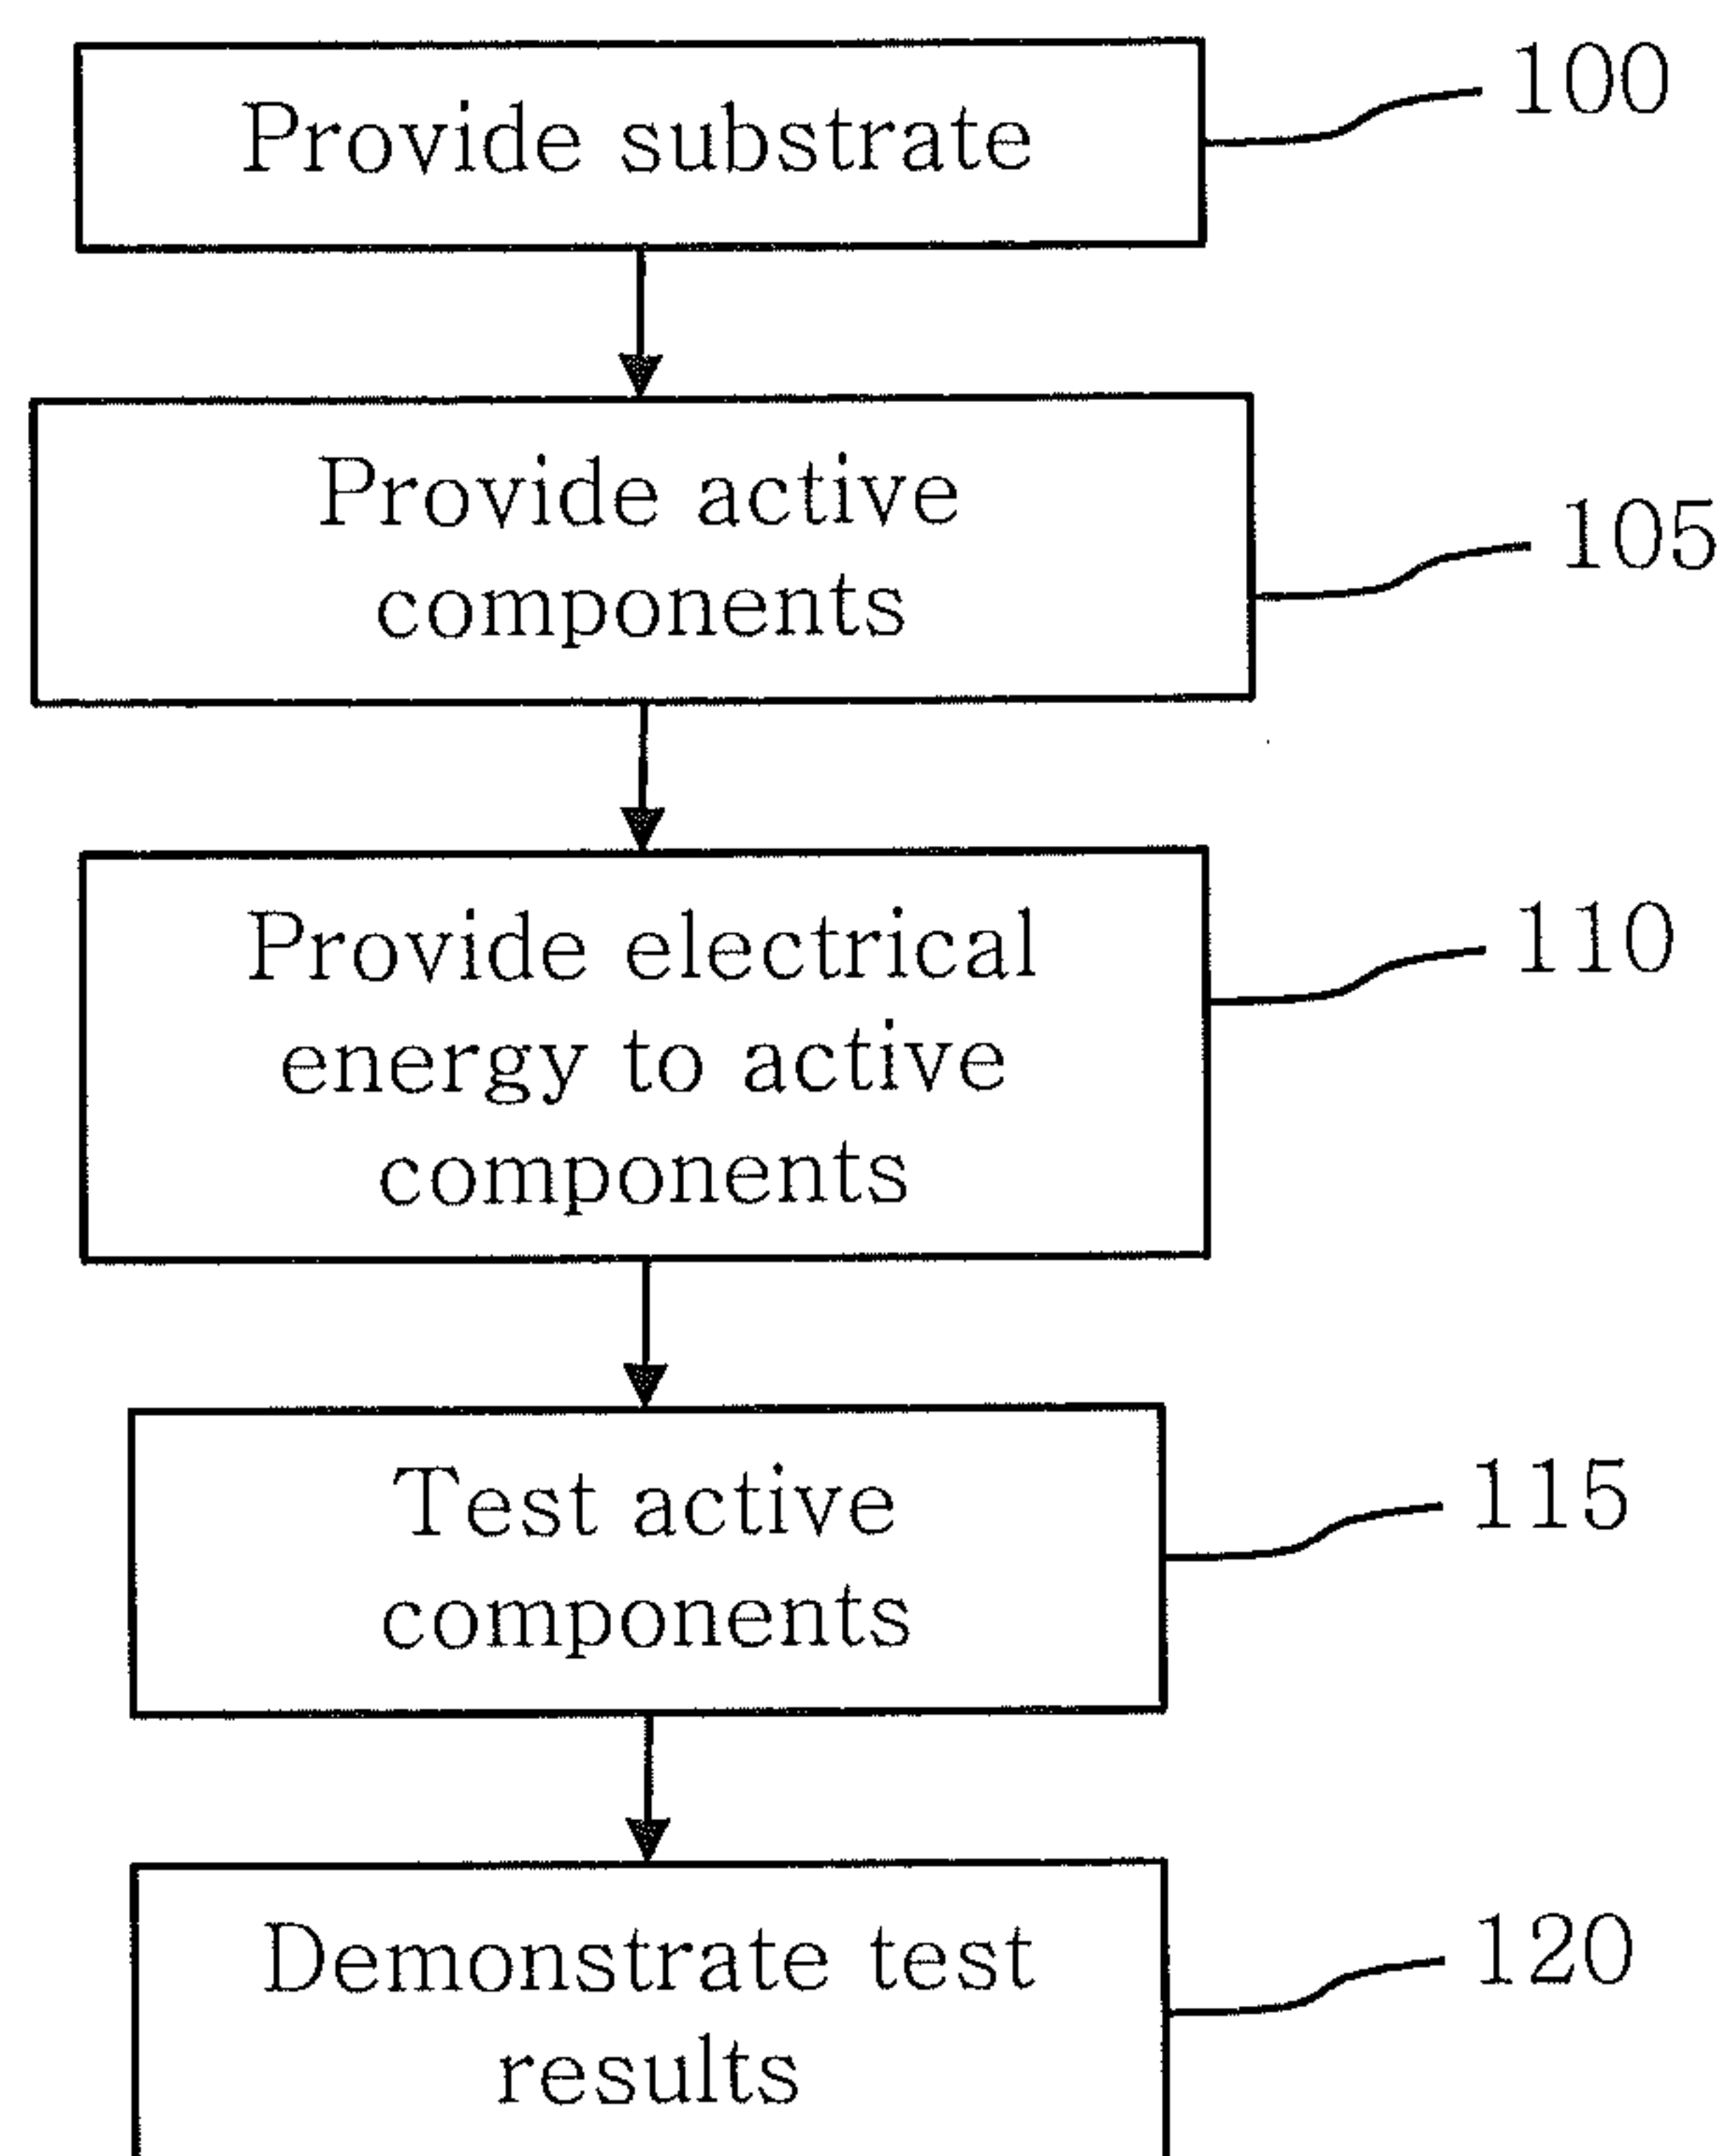 Provide substrate
100
Provide active
components
105
Provide electrical
energy to active
components
110
Test active
components
115
Demonstrate test
results
120